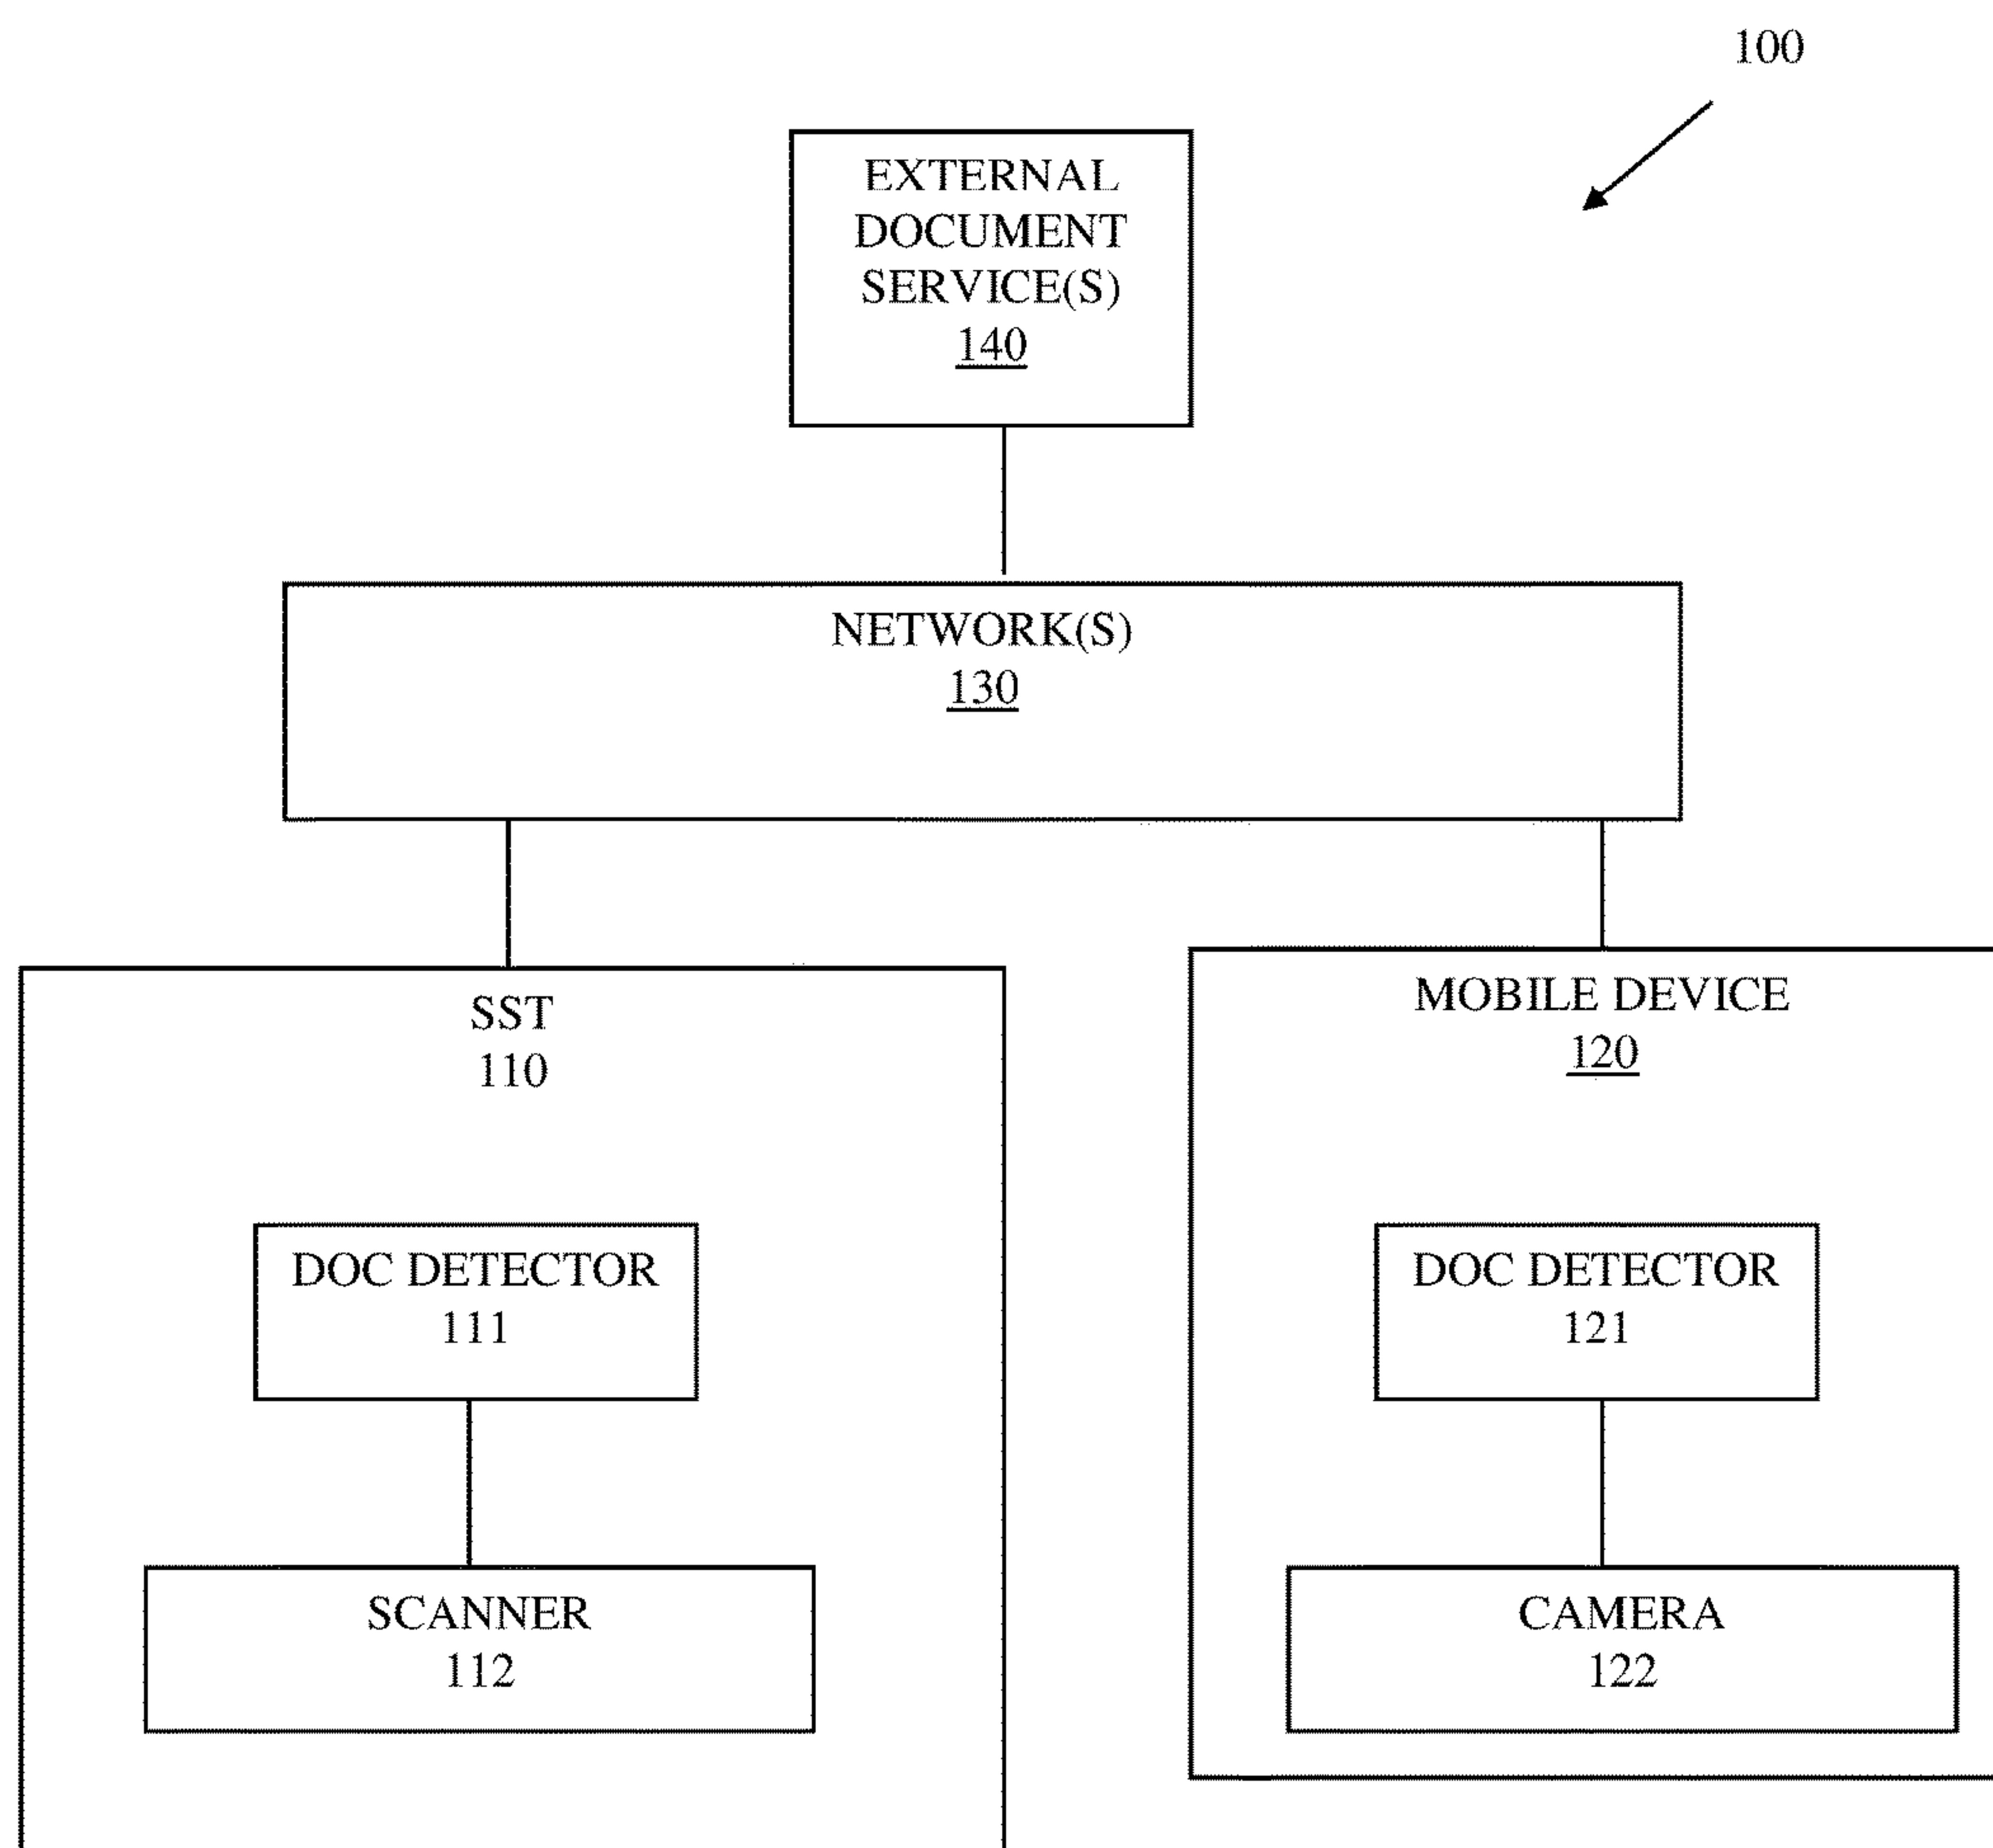 100
EXTERNAL
DOCUMENT
SERVICE(S)
140
NETWORK(S)
130
SST
110
MOBILE DEVICE
120
DOC DETECTOR
111
DOC DETECTOR
121
SCANNER
112
CAMERA
122